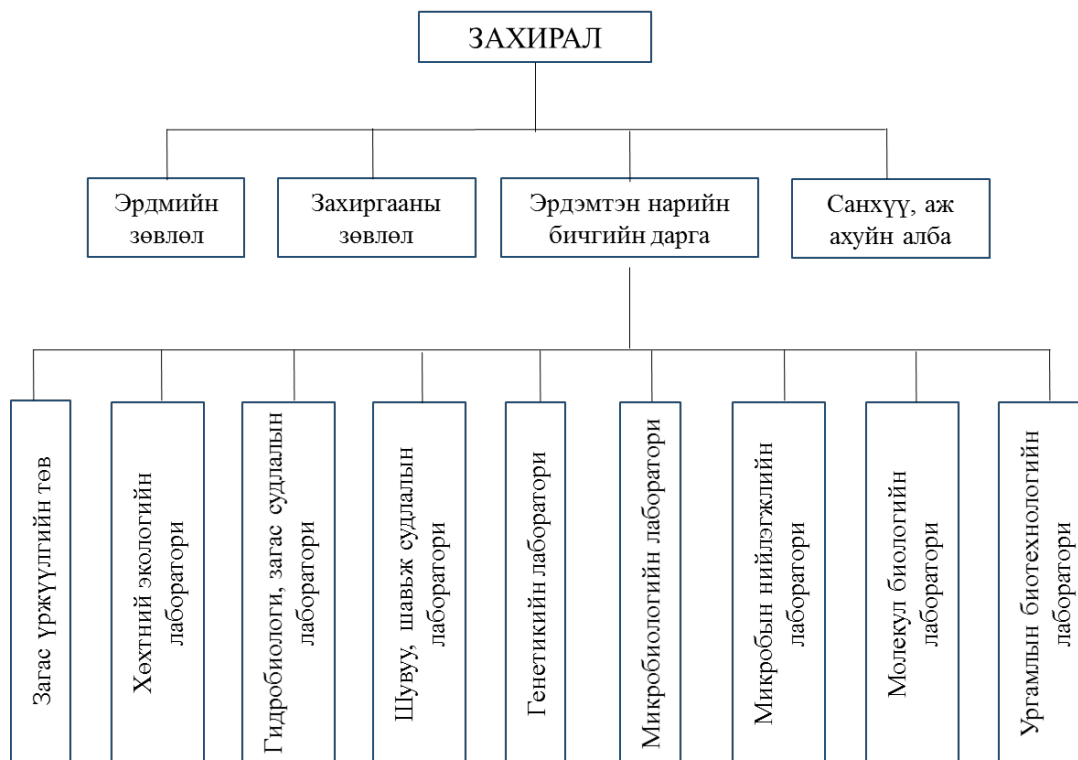 ЗАХИРАЛ
Эрдмийн
зөвлөл
Захиргааны
зөвлөл
Эрдэмтэн нарийн
бичгийн дарга
Санхүү, аж
ахуйн алба
Загас үржүүлгийн төв
Хөхтний экологийн
лаборатори
Гидробиологи, загас судлалын
лаборатори
Шувуу, шавьж судлалын
лаборатори
Генетикийн лаборатори
Микробиологийн лаборатори
Микробын нийлэгжлийн
лаборатори
Молекул биологийн
лаборатори
Ургамлын биотехнологийн
лаборатори